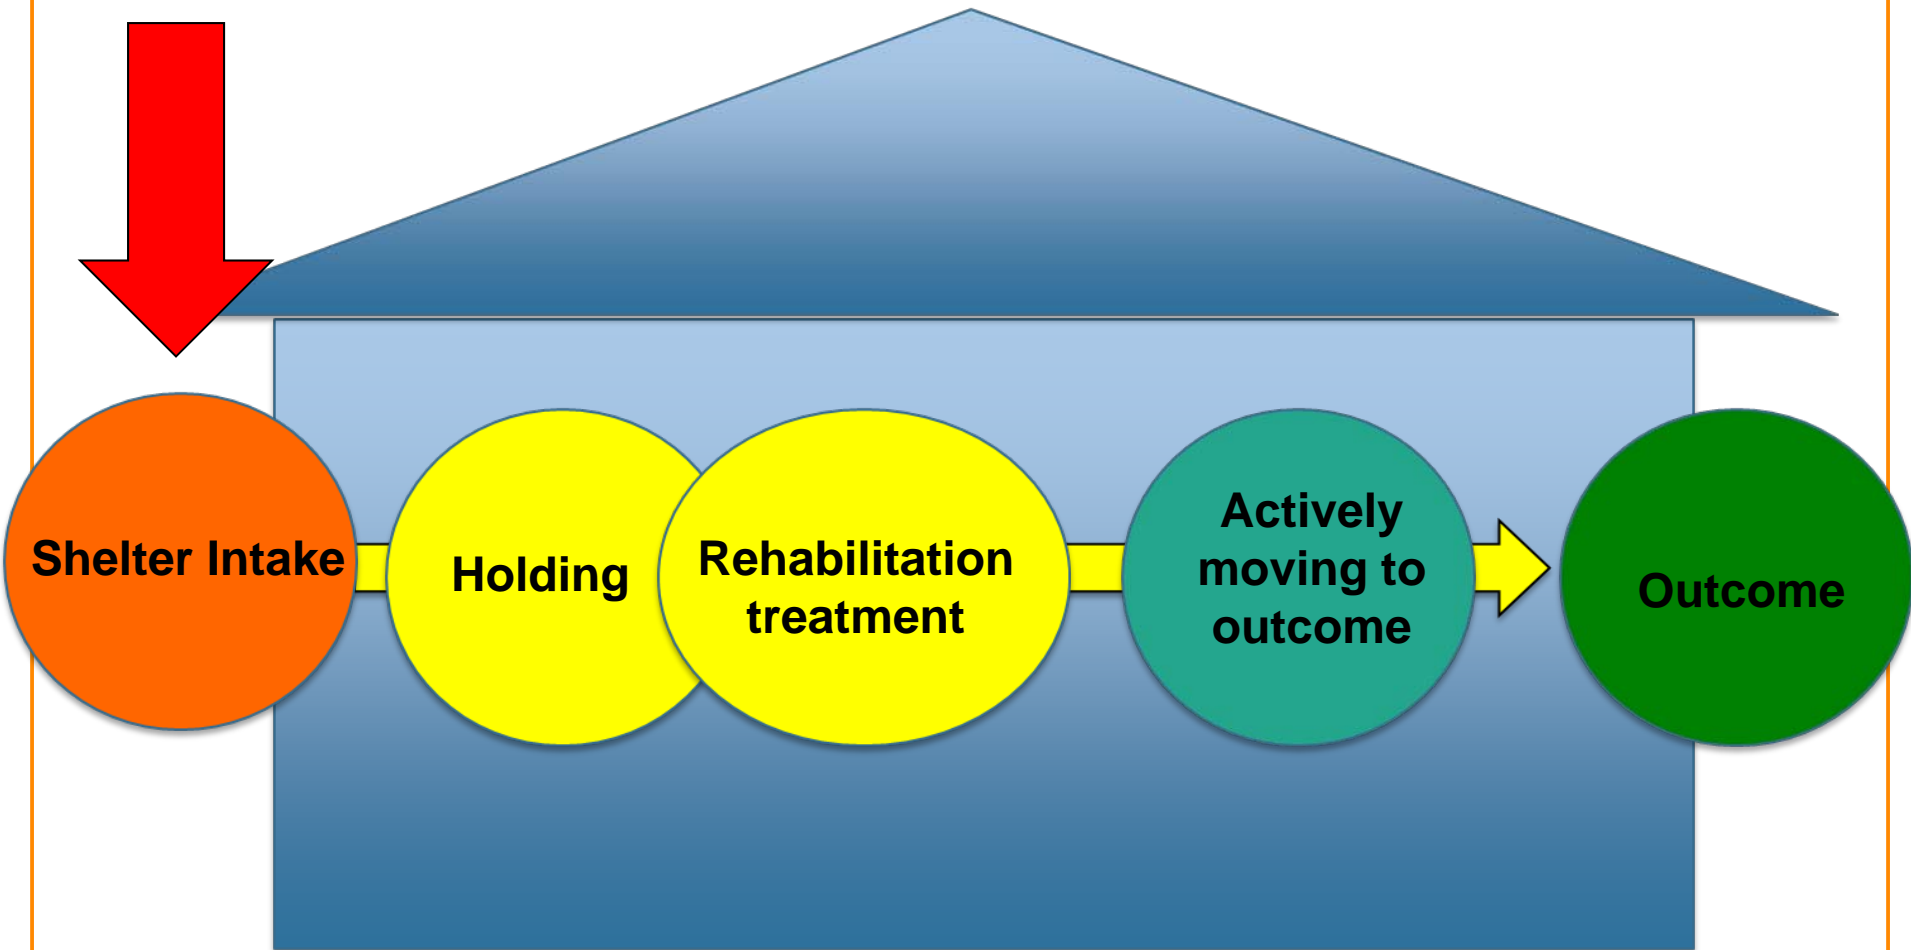 Shelter Intake
Holding
Rehabilitation
treatment
Actively
moving to
outcome
Outcome